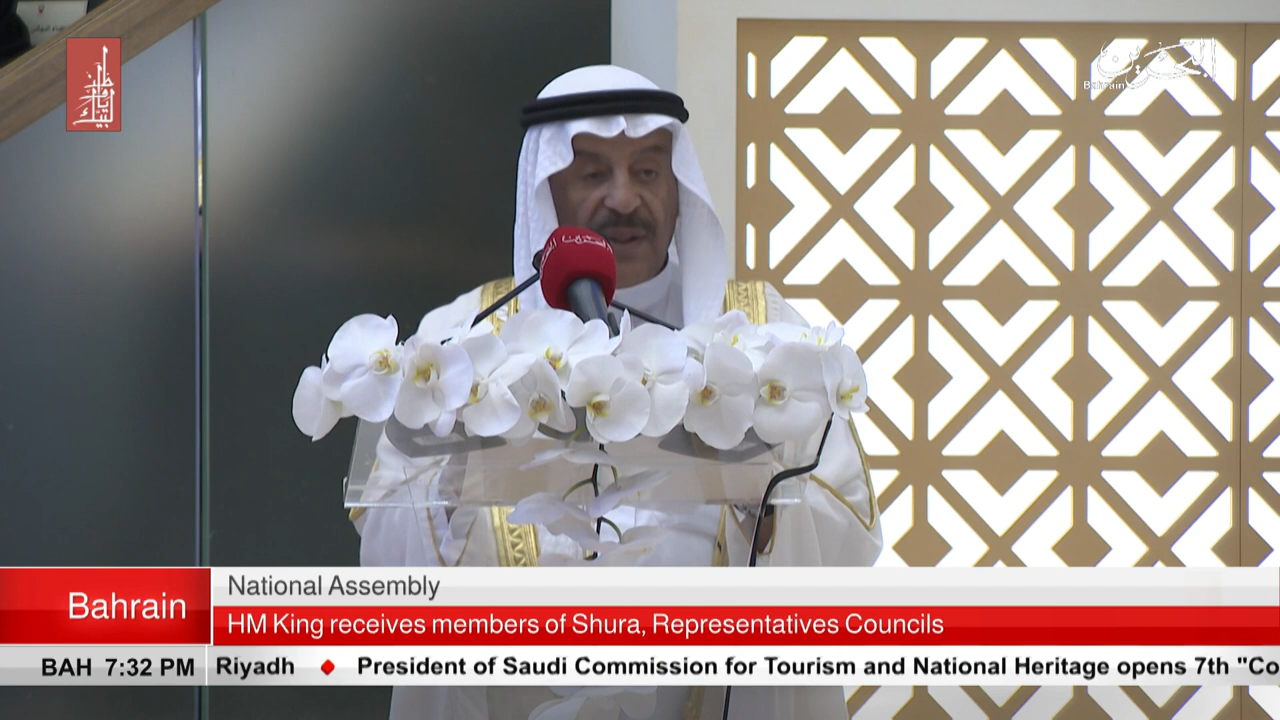 البحرين
Bahrain
National Assembly
Bahrain
HM King receives members of Shura, Representatives Councils
BAH 7:32 PM
Riyadh ♦ President of Saudi Commission for Tourism and National Heritage opens 7th "Co